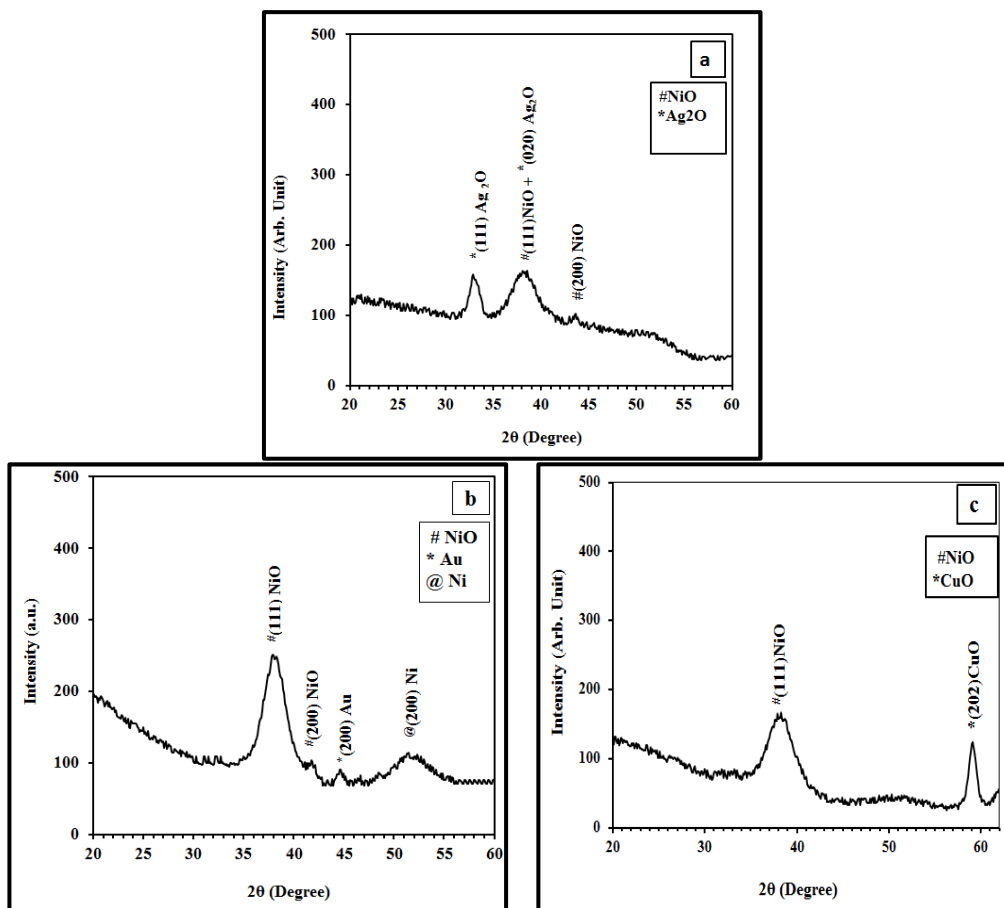 a
#NiO
*Ag2O
500
400
300
200
100
0
Intensity (Arb. Unit)
*(111) Ag ₂O
#(111)NiO + *(020) Ag₂O
#(200) NiO
20 25 30 35 40 45 50 55 60
2θ (Degree)
b
# NiO
* Au
@ Ni
500
400
300
200
100
0
Intensity (a.u.)
#(111) NiO
#(200) NiO
*(200) Au
@(200) Ni
20 25 30 35 40 45 50 55 60
2θ (Degree)
c
#NiO
*CuO
500
400
300
200
100
0
Intensity (Arb. Unit)
#(111)NiO
*(202)CuO
20 30 40 50 60
2θ (Degree)